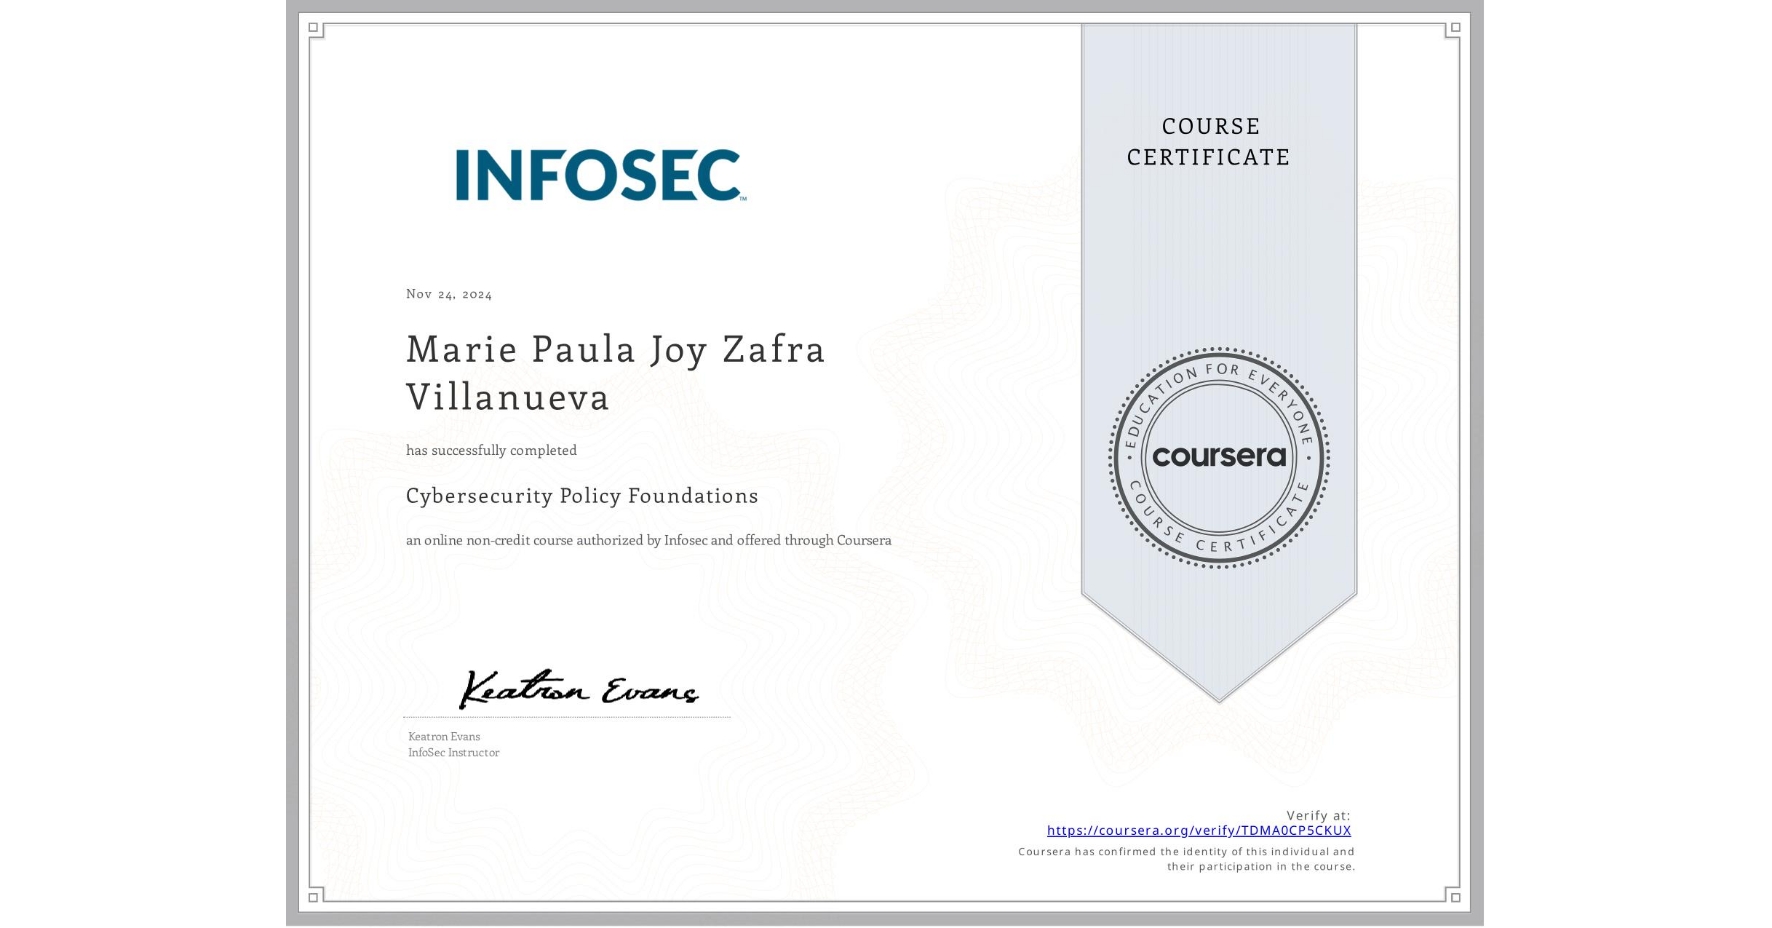 INFOSEC™
COURSE
CERTIFICATE
Nov 24, 2024
Marie Paula Joy Zafra
Villanueva
has successfully completed
Cybersecurity Policy Foundations
an online non-credit course authorized by Infosec and offered through Coursera
• EDUCATION FOR EVERYONE •
coursera
COURSE CERTIFICATE
Keatron Evans
Keatron Evans
InfoSec Instructor
Verify at:
https://coursera.org/verify/TDMA0CP5CKUX
Coursera has confirmed the identity of this individual and
their participation in the course.